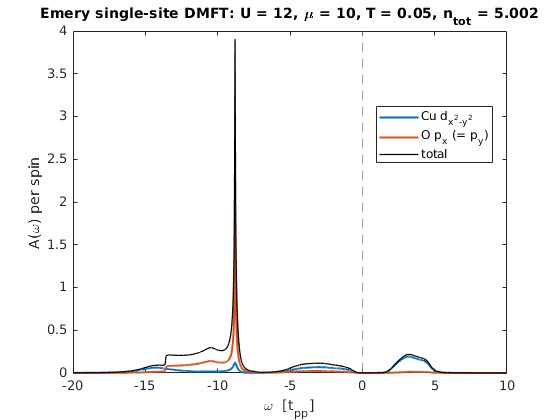 Emery single-site DMFT: U = 12, μ = 10, T = 0.05, n_tot = 5.002
4
3.5
3
2.5
2
1.5
1
0.5
0
A(ω) per spin
Cu d_x²-y²
O p_x (= p_y)
total
-20 -15 -10 -5 0 5 10
ω [t_pp]